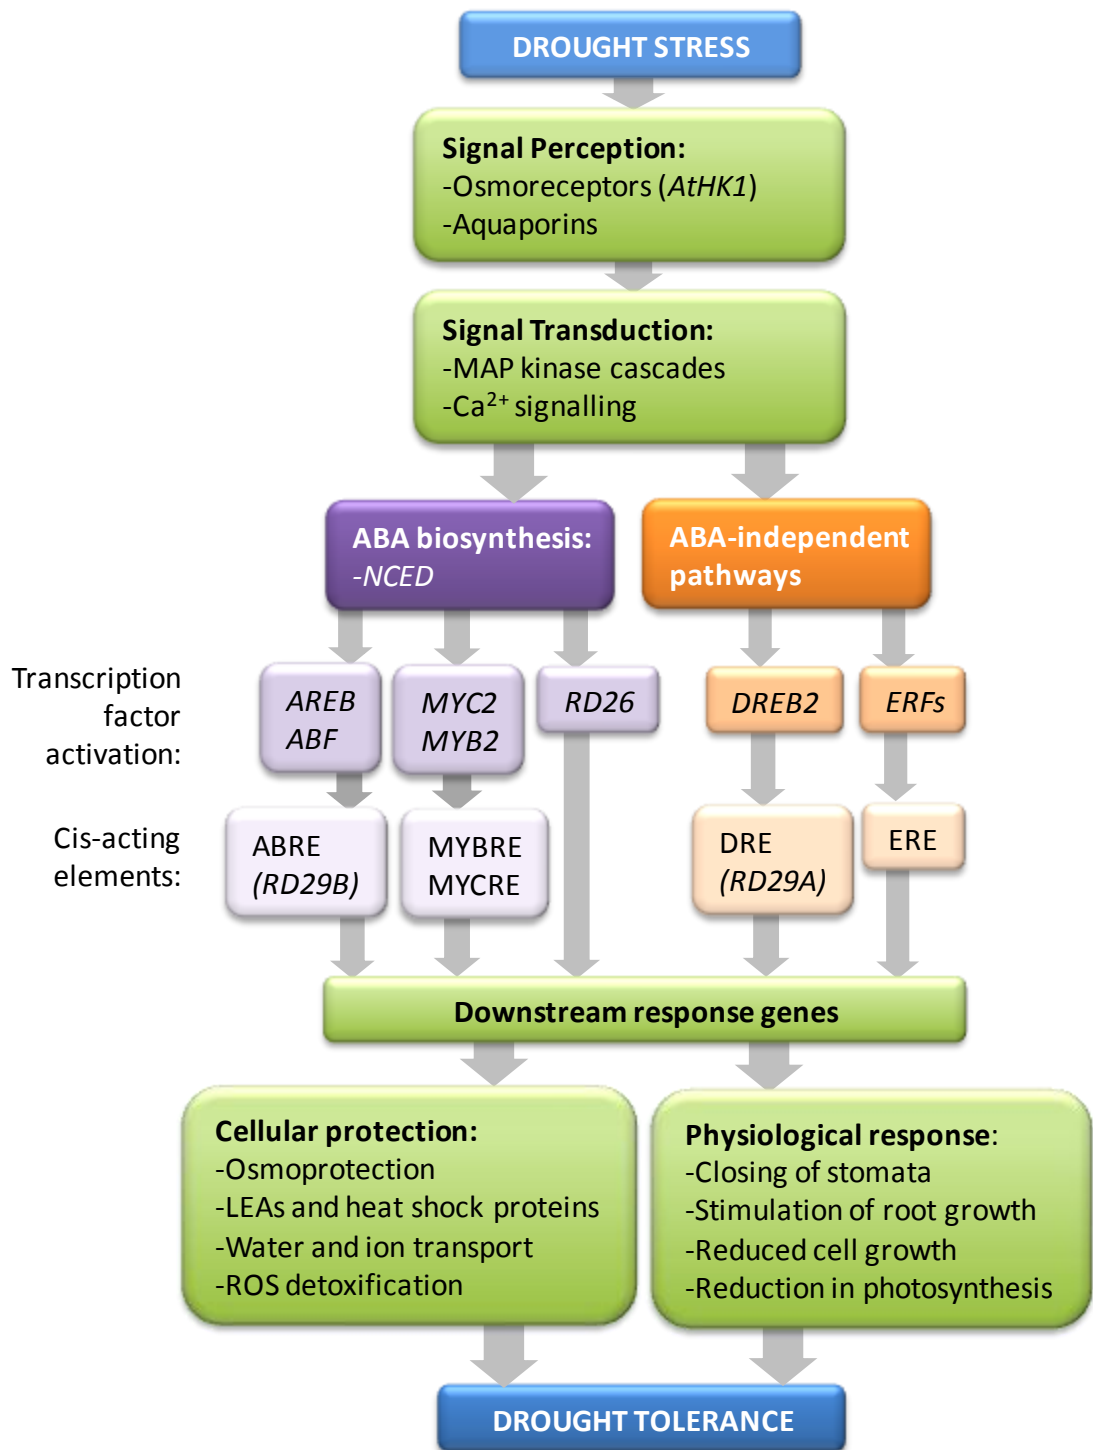 DROUGHT STRESS
Signal Perception:
-Osmoreceptors (AtHK1)
-Aquaporins
Signal Transduction:
-MAP kinase cascades
-Ca²⁺ signalling
ABA biosynthesis:
-NCED
ABA-independent
pathways
Transcription
factor
activation:
AREB
ABF
MYC2
MYB2
RD26
DREB2
ERFs
Cis-acting
elements:
ABRE
(RD29B)
MYBRE
MYCRE
DRE
(RD29A)
ERE
Downstream response genes
Cellular protection:
-Osmoprotection
-LEAs and heat shock proteins
-Water and ion transport
-ROS detoxification
Physiological response:
-Closing of stomata
-Stimulation of root growth
-Reduced cell growth
-Reduction in photosynthesis
DROUGHT TOLERANCE